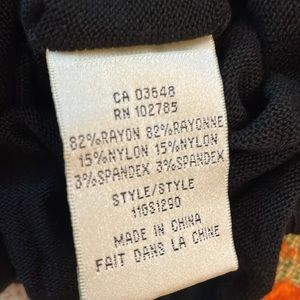 CA 03648
RN 102785
82%RAYON 82%RAYONNE
15%NYLON 15%NYLON
3%SPANDEX 3%SPANDEX
STYLE/STYLE
11GS1290
MADE IN CHINA
FAIT DANS LA CHINE